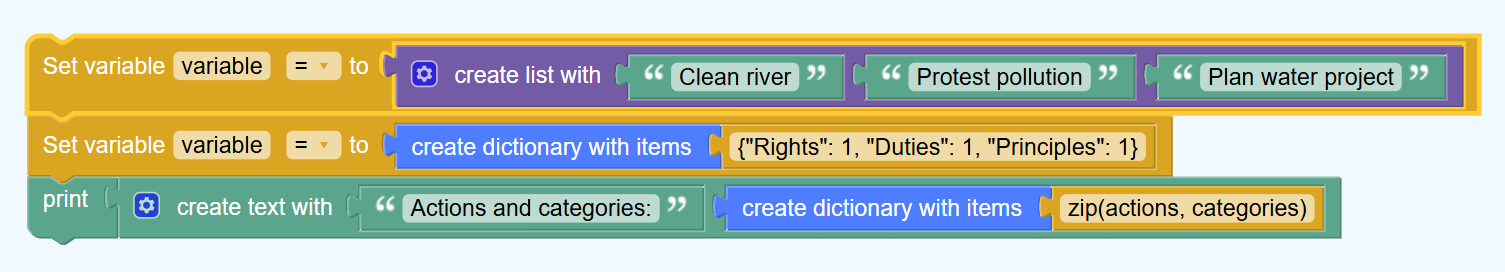 Set variable variable = to create list with “ Clean river ” “ Protest pollution ” “ Plan water project ”
Set variable variable = to create dictionary with items {"Rights": 1, "Duties": 1, "Principles": 1}
print create text with “ Actions and categories: ” create dictionary with items zip(actions, categories)